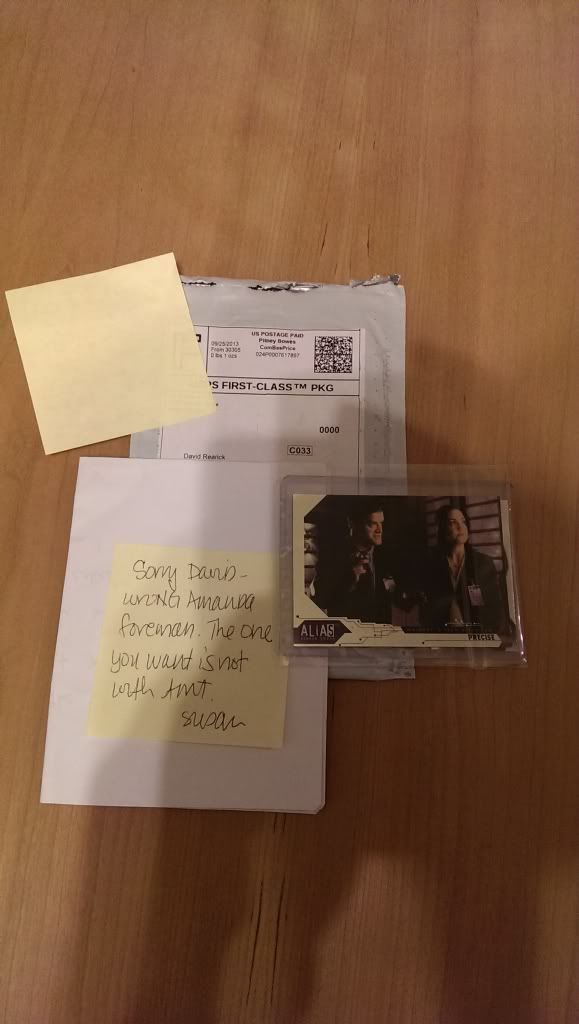 US POSTAGE PAID
Pitney Bowes
ComBasPrice
024P0007617897
09/25/2013
From 30305
0 lbs 1 ozs
PS FIRST-CLASS™ PKG
0000
C033
David Rearick
Sorry David-
wrong Amanda
foreman. The one
you want is not
with Amt.
susan
ALIAS
PRECISE